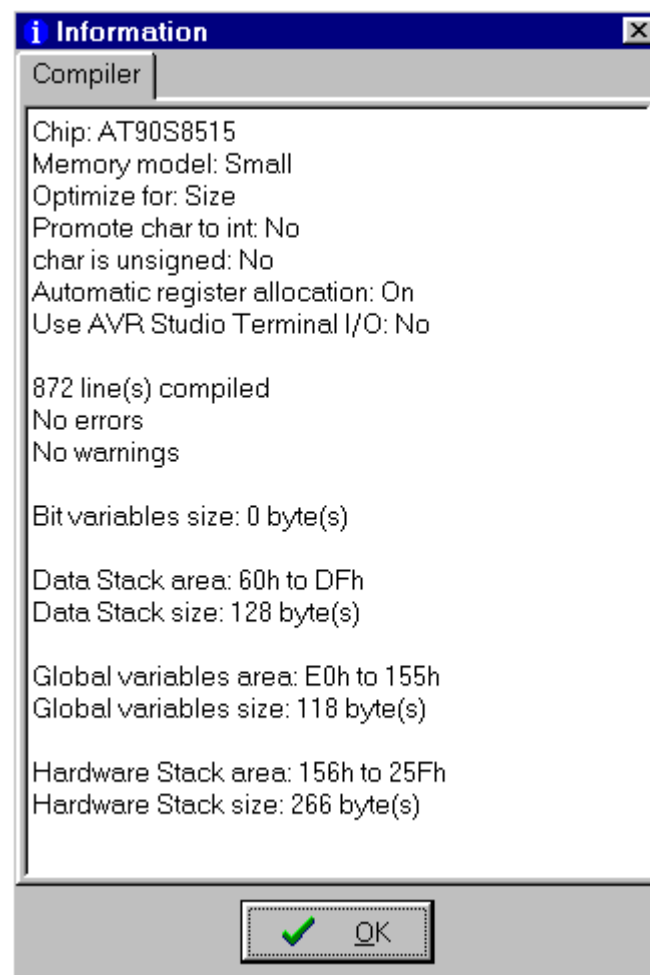 Information
Compiler
Chip: AT90S8515
Memory model: Small
Optimize for: Size
Promote char to int: No
char is unsigned: No
Automatic register allocation: On
Use AVR Studio Terminal I/O: No
872 line(s) compiled
No errors
No warnings
Bit variables size: 0 byte(s)
Data Stack area: 60h to DFh
Data Stack size: 128 byte(s)
Global variables area: E0h to 155h
Global variables size: 118 byte(s)
Hardware Stack area: 156h to 25Fh
Hardware Stack size: 266 byte(s)
OK